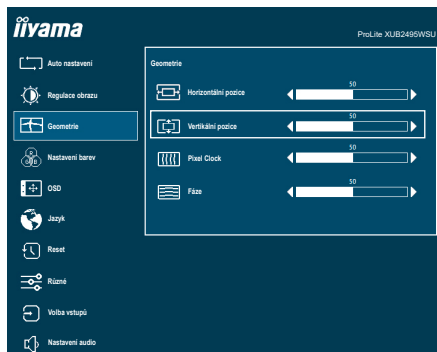 iiyama
ProLite XUB2495WSU
Auto nastavení
Regulace obrazu
Geometrie
Nastavení barev
R
G B
OSD
Jazyk
Reset
Různé
Volba vstupů
Nastavení audio
Geometrie
Horizontální pozice
50
Vertikální pozice
50
Pixel Clock
50
Fáze
50